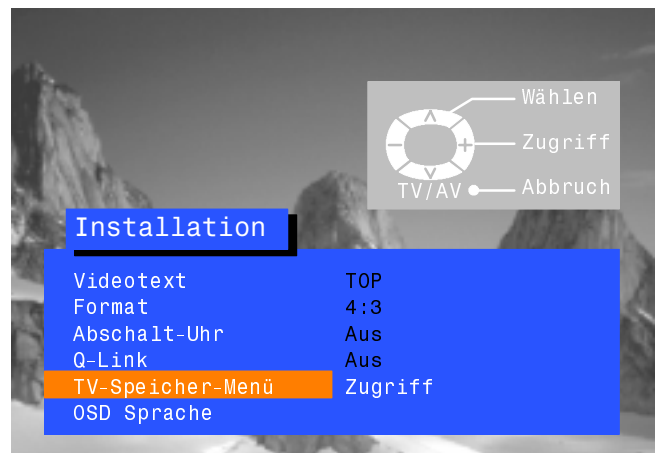 Wählen
Zugriff
TV/AV Abbruch
Installation
Videotext TOP
Format 4:3
Abschalt-Uhr Aus
Q-Link Aus
TV-Speicher-Menü Zugriff
OSD Sprache